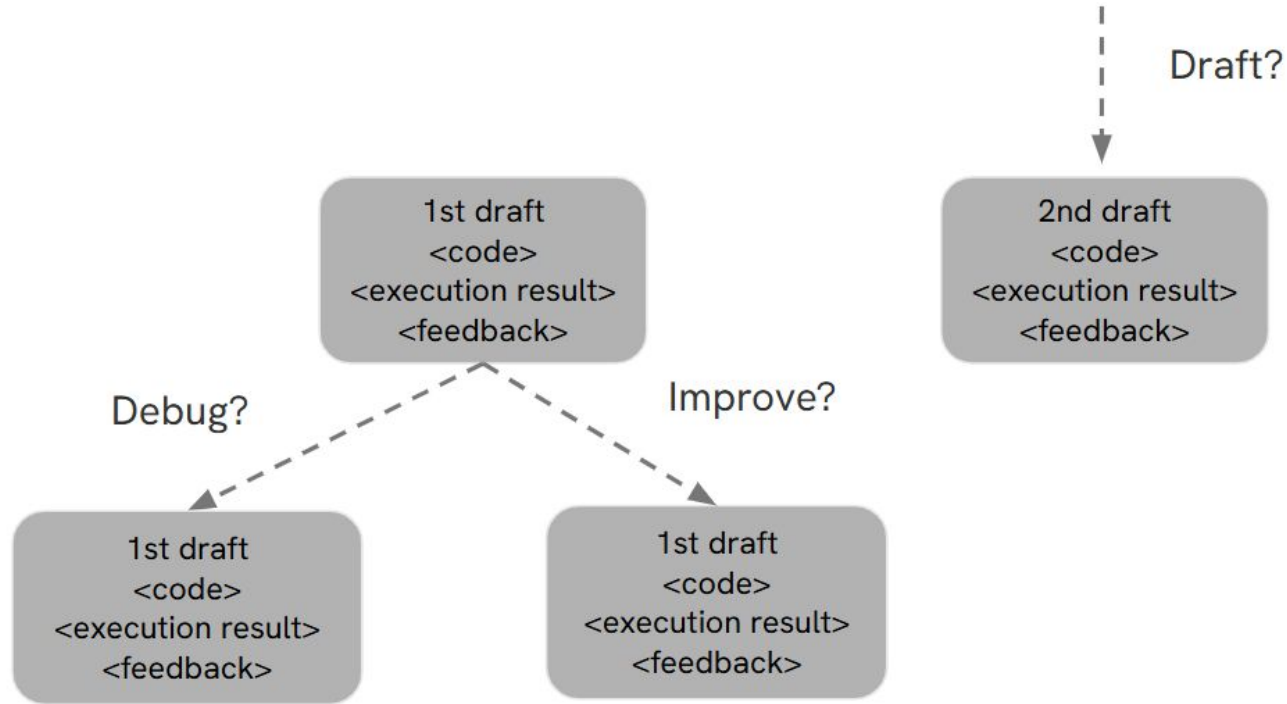 Draft?
1st draft
<code>
<execution result>
<feedback>
2nd draft
<code>
<execution result>
<feedback>
Debug?
Improve?
1st draft
<code>
<execution result>
<feedback>
1st draft
<code>
<execution result>
<feedback>